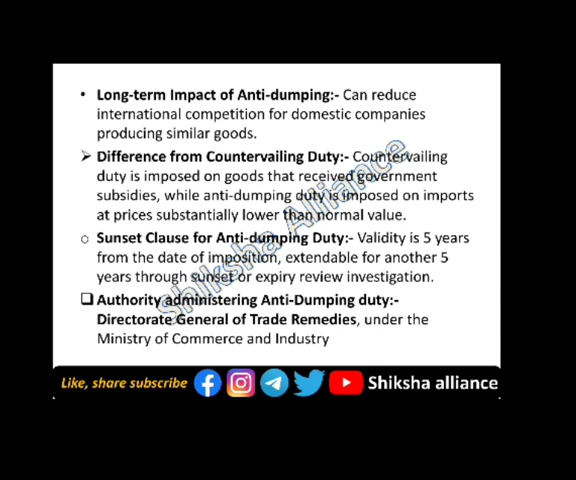 • Long-term Impact of Anti-dumping:- Can reduce
international competition for domestic companies
producing similar goods.
➢ Difference from Countervailing Duty:- Countervailing
duty is imposed on goods that received government
subsidies, while anti-dumping duty is imposed on imports
at prices substantially lower than normal value.
○ Sunset Clause for Anti-dumping Duty:- Validity is 5 years
from the date of imposition, extendable for another 5
years through sunset or expiry review investigation.
❑ Authority administering Anti-Dumping duty:-
Directorate General of Trade Remedies, under the
Ministry of Commerce and Industry
Shiksha Alliance
Like, share subscribe Shiksha alliance